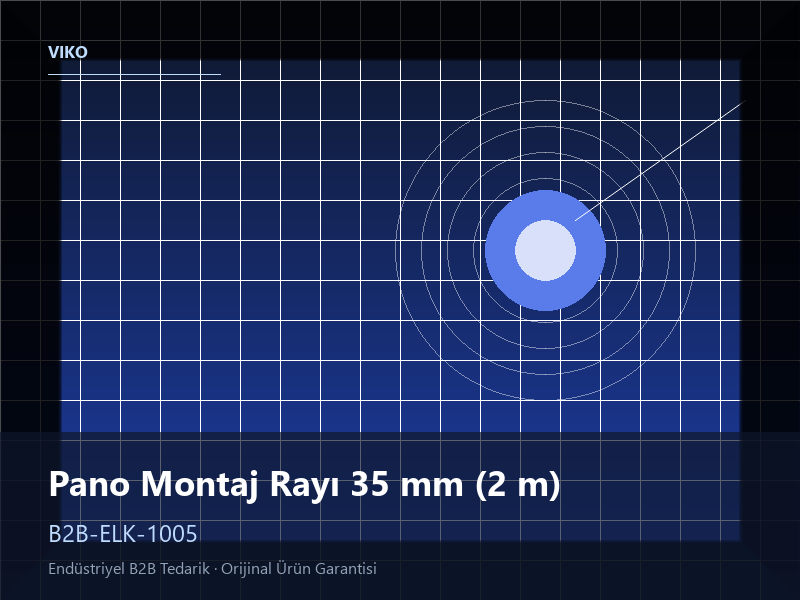 VIKO
Pano Montaj Rayı 35 mm (2 m)
B2B-ELK-1005
Endüstriyel B2B Tedarik · Orijinal Ürün Garantisi